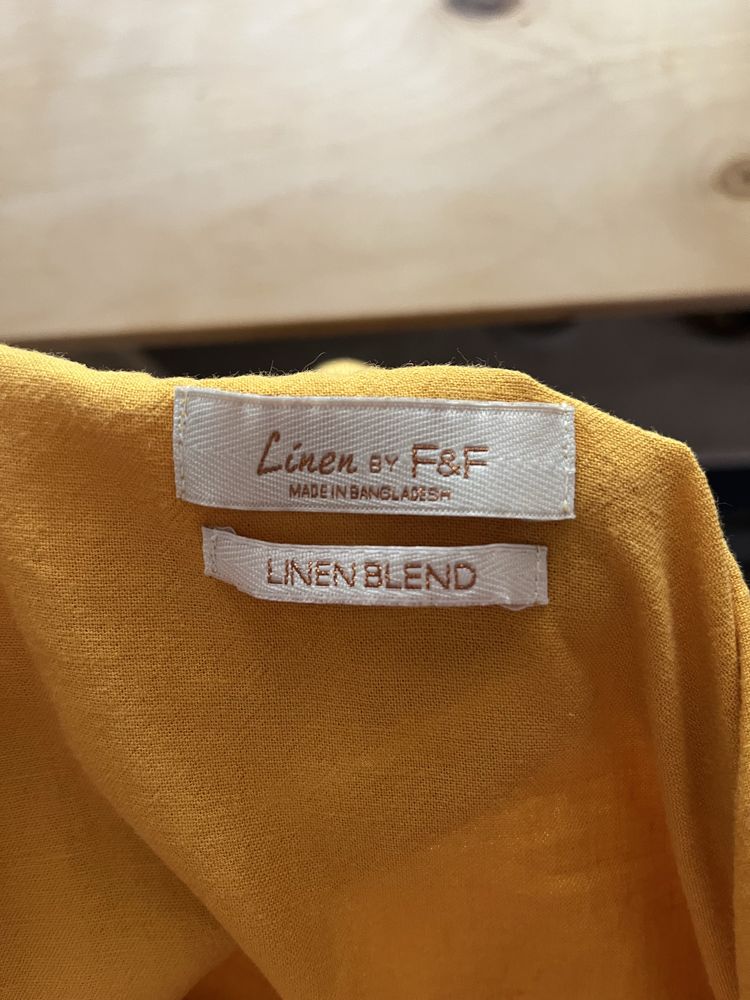 Linen BY F&F
MADE IN BANGLADESH
LINEN BLEND